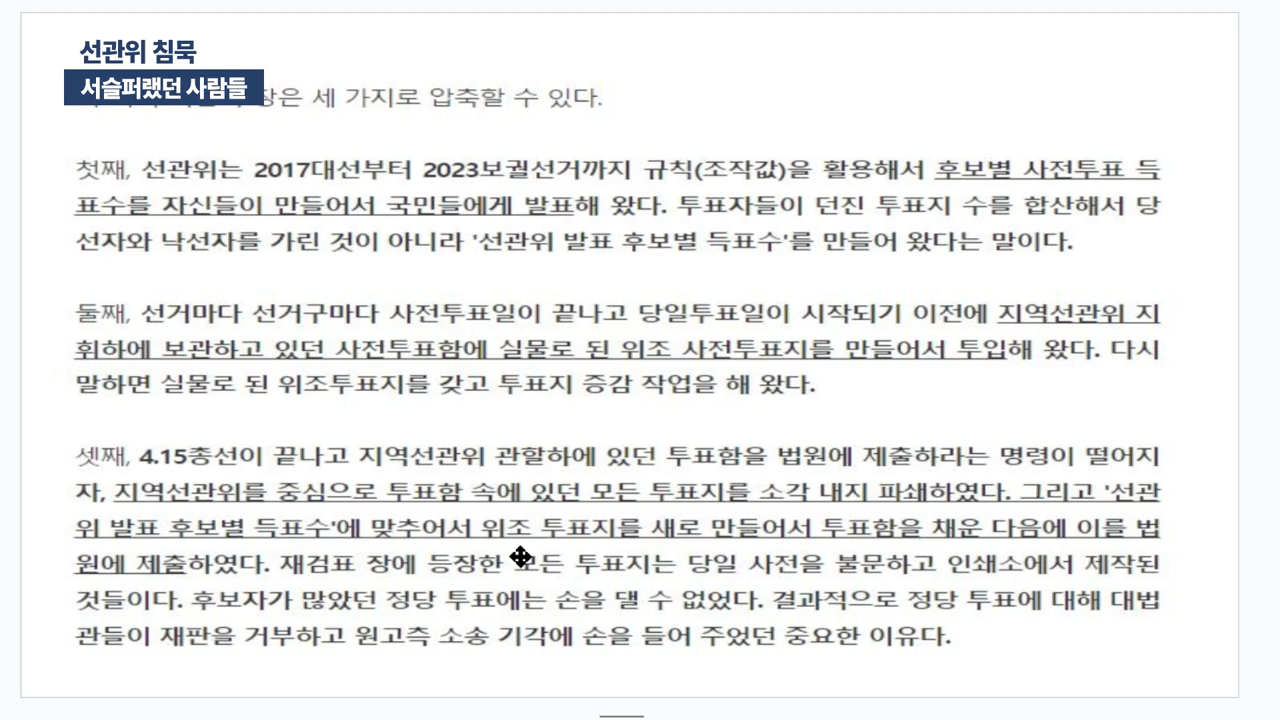 선관위 침묵
서슬퍼랬던 사람들
장은 세 가지로 압축할 수 있다.
첫째, 선관위는 2017대선부터 2023보궐선거까지 규칙(조작값)을 활용해서 후보별 사전투표 득
표수를 자신들이 만들어서 국민들에게 발표해 왔다. 투표자들이 던진 투표지 수를 합산해서 당
선자와 낙선자를 가린 것이 아니라 '선관위 발표 후보별 득표수'를 만들어 왔다는 말이다.
둘째, 선거마다 선거구마다 사전투표일이 끝나고 당일투표일이 시작되기 이전에 지역선관위 지
휘하에 보관하고 있던 사전투표함에 실물로 된 위조 사전투표지를 만들어서 투입해 왔다. 다시
말하면 실물로 된 위조투표지를 갖고 투표지 증감 작업을 해 왔다.
셋째, 4.15총선이 끝나고 지역선관위 관할하에 있던 투표함을 법원에 제출하라는 명령이 떨어지
자, 지역선관위를 중심으로 투표함 속에 있던 모든 투표지를 소각 내지 파쇄하였다. 그리고 '선관
위 발표 후보별 득표수'에 맞추어서 위조 투표지를 새로 만들어서 투표함을 채운 다음에 이를 법
원에 제출하였다. 재검표 장에 등장한 모든 투표지는 당일 사전을 불문하고 인쇄소에서 제작된
것들이다. 후보자가 많았던 정당 투표에는 손을 댈 수 없었다. 결과적으로 정당 투표에 대해 대법
관들이 재판을 거부하고 원고측 소송 기각에 손을 들어 주었던 중요한 이유다.